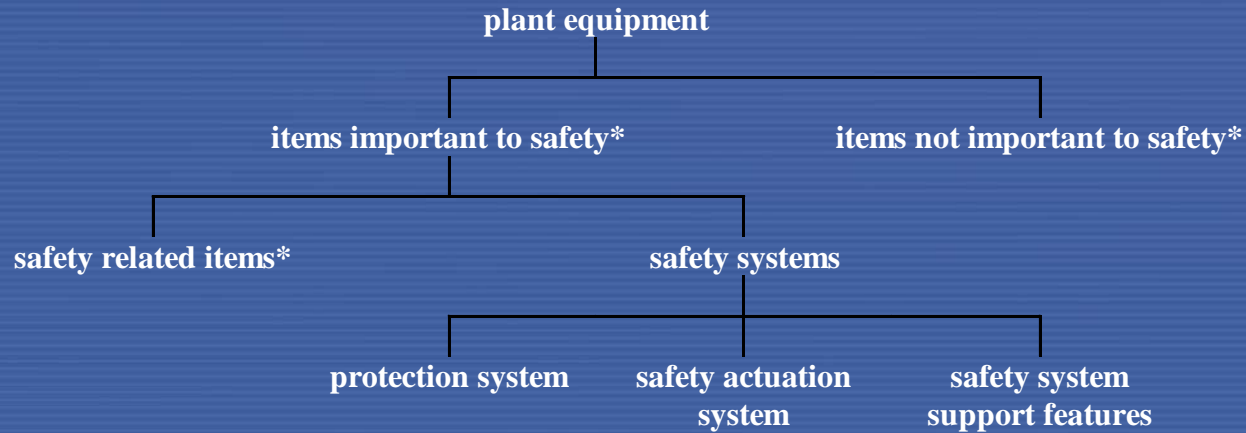 plant equipment
items important to safety*
items not important to safety*
safety related items*
safety systems
protection system
safety actuation
system
safety system
support features